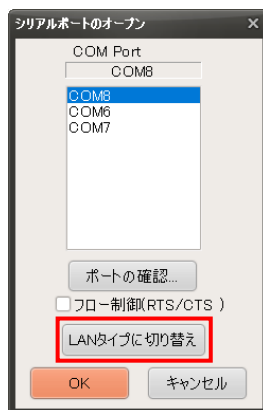 シリアルポートのオープン
COM Port
COM8
COM8
COM6
COM7
ポートの確認...
フロー制御(RTS/CTS )
LANタイプに切り替え
OK
キャンセル